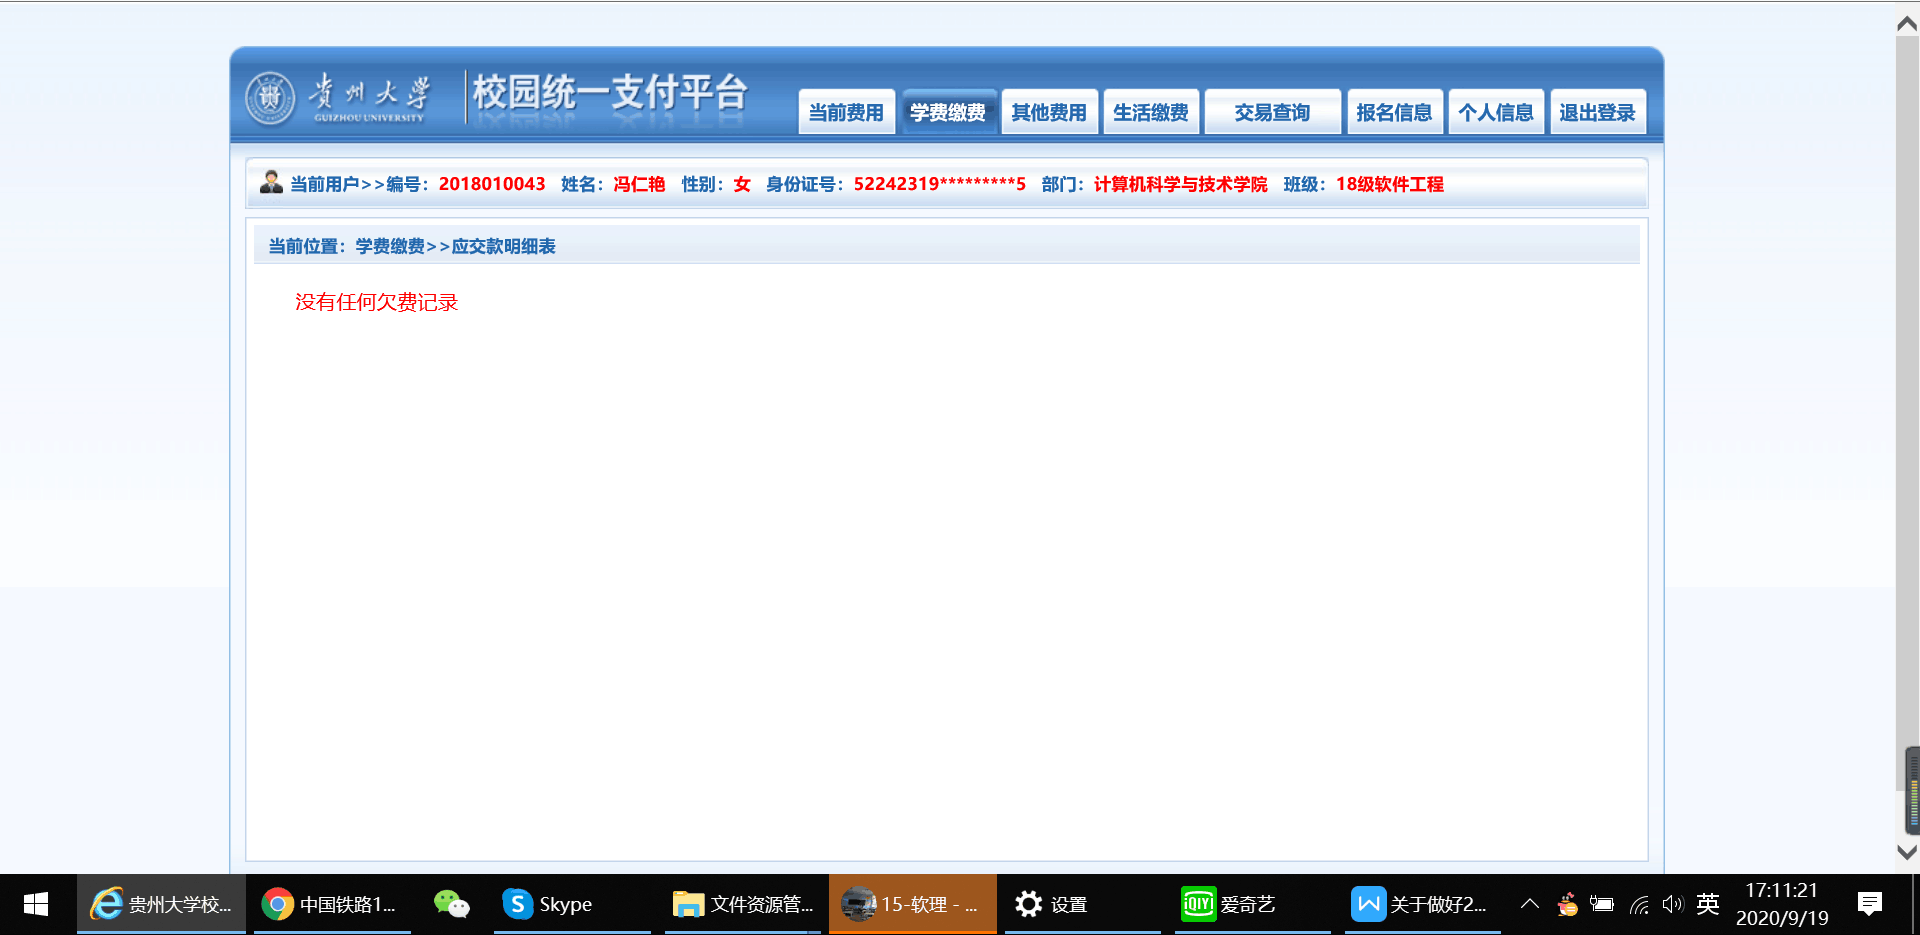 貴州大学
GUIZHOU UNIVERSITY
校园统一支付平台
当前费用 学费缴费 其他费用 生活缴费 交易查询 报名信息 个人信息 退出登录
当前用户>>编号：2018010043 姓名：冯仁艳 性别：女 身份证号：52242319*********5 部门：计算机科学与技术学院 班级：18级软件工程
当前位置：学费缴费>>应交款明细表
没有任何欠费记录
贵州大学校... 中国铁路1... Skype 文件资源管... 15-软理 - ... 设置 爱奇艺 关于做好2... 英 17:11:21
2020/9/19